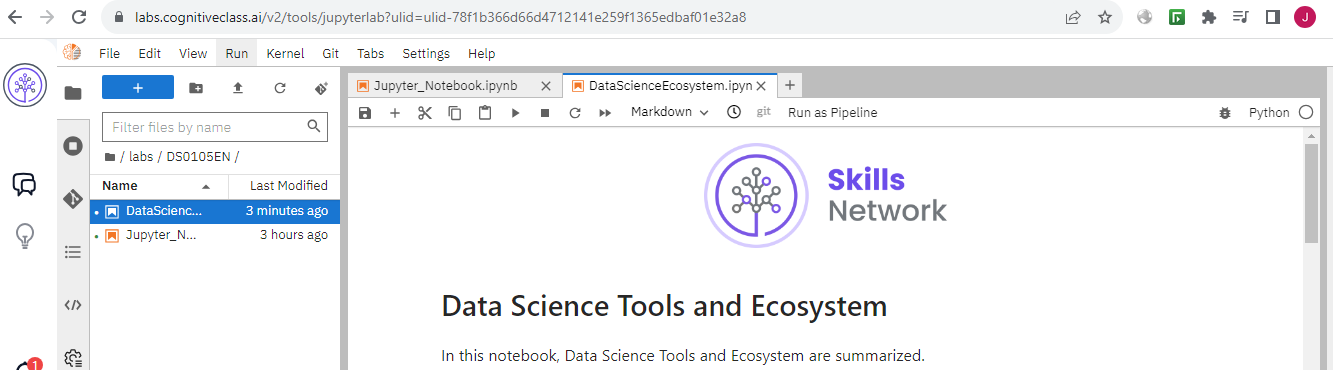 labs.cognitiveclass.ai/v2/tools/jupyterlab?ulid=ulid-78f1b366d66d4712141e259f1365edbaf01e32a8
J
File Edit View Run Kernel Git Tabs Settings Help
Jupyter_Notebook.ipynb
DataScienceEcosystem.ipyn
Filter files by name
Markdown
git
Run as Pipeline
Python
/ labs / DS0105EN /
Name
Last Modified
DataScienc...
3 minutes ago
Jupyter_N...
3 hours ago
1
Skills
Network
Data Science Tools and Ecosystem
In this notebook, Data Science Tools and Ecosystem are summarized.